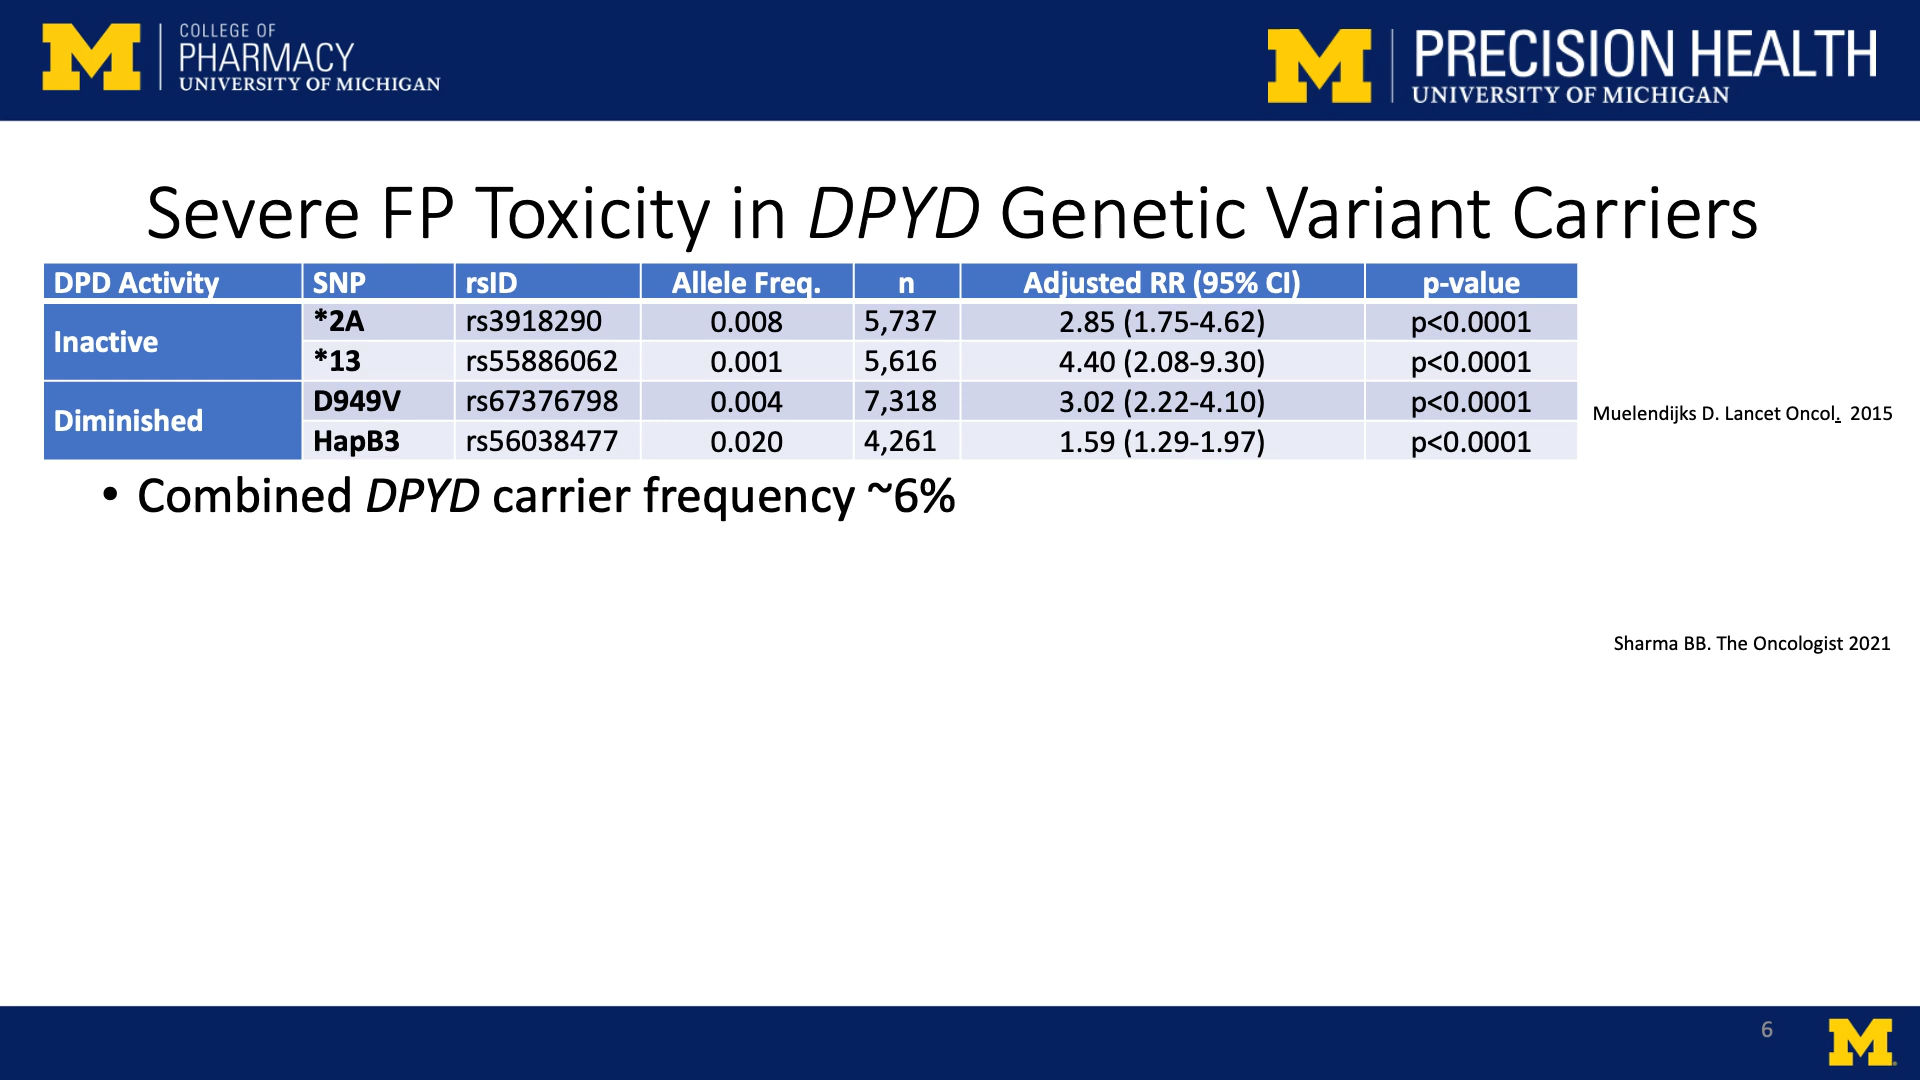 COLLEGE OF
PHARMACY
UNIVERSITY OF MICHIGAN
PRECISION HEALTH
UNIVERSITY OF MICHIGAN
Severe FP Toxicity in DPYD Genetic Variant Carriers
DPD Activity SNP rsID Allele Freq. n Adjusted RR (95% CI) p-value
Inactive *2A rs3918290 0.008 5,737 2.85 (1.75-4.62) p<0.0001
*13 rs55886062 0.001 5,616 4.40 (2.08-9.30) p<0.0001
Diminished D949V rs67376798 0.004 7,318 3.02 (2.22-4.10) p<0.0001
HapB3 rs56038477 0.020 4,261 1.59 (1.29-1.97) p<0.0001
Muelendijks D. Lancet Oncol. 2015
• Combined DPYD carrier frequency ~6%
Sharma BB. The Oncologist 2021
6